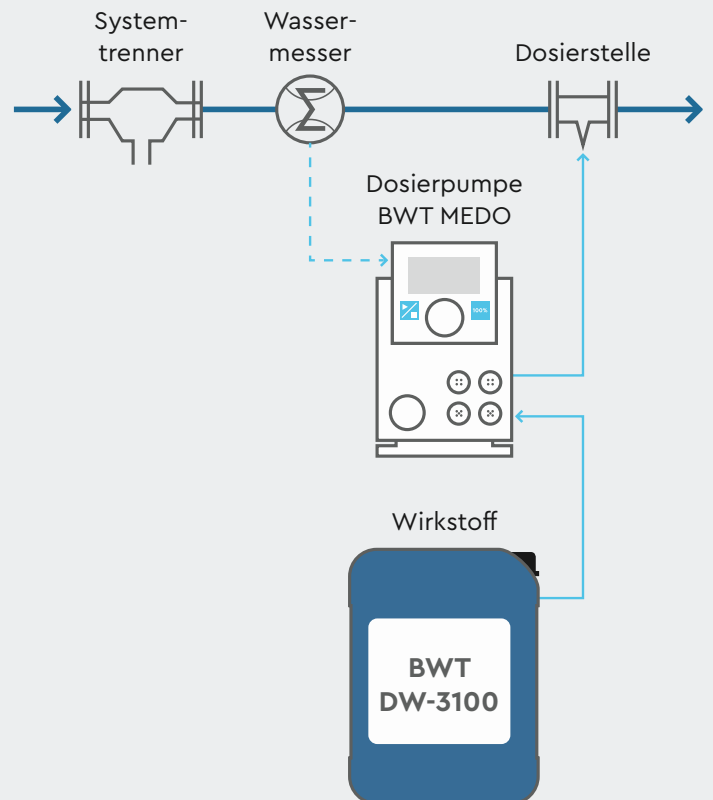 System-
trenner
Wasser-
messer
Dosierstelle
Dosierpumpe
BWT MEDO
100%
Wirkstoff
BWT
DW-3100